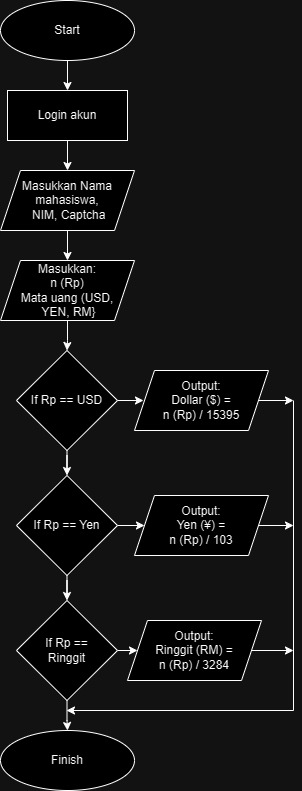 Start
Login akun
Masukkan Nama
mahasiswa,
NIM, Captcha
Masukkan:
n (Rp)
Mata uang (USD,
YEN, RM}
If Rp == USD
Output:
Dollar ($) =
n (Rp) / 15395
If Rp == Yen
Output:
Yen (¥) =
n (Rp) / 103
If Rp ==
Ringgit
Output:
Ringgit (RM) =
n (Rp) / 3284
Finish